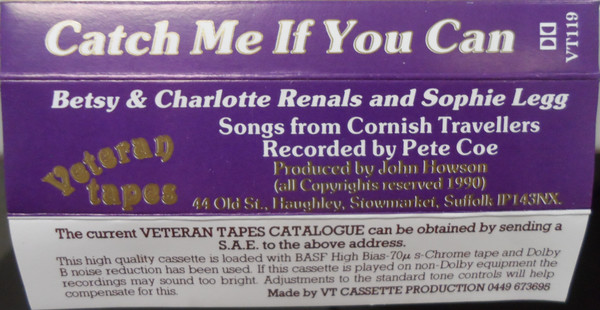 Catch Me If You Can
VT119
Betsy & Charlotte Renals and Sophie Legg
Songs from Cornish Travellers
Recorded by Pete Coe
Veteran
tapes
Produced by John Howson
(all Copyrights reserved 1990)
44 Old St., Haughley, Stowmarket, Suffolk IP143NX.
The current VETERAN TAPES CATALOGUE can be obtained by sending a
S.A.E. to the above address.
This high quality cassette is loaded with BASF High Bias-70µ s-Chrome tape and Dolby
B noise reduction has been used. If this cassette is played on non-Dolby equipment the
recordings may sound too bright. Adjustments to the standard tone controls will help
compensate for this.
Made by VT CASSETTE PRODUCTION 0449 673695